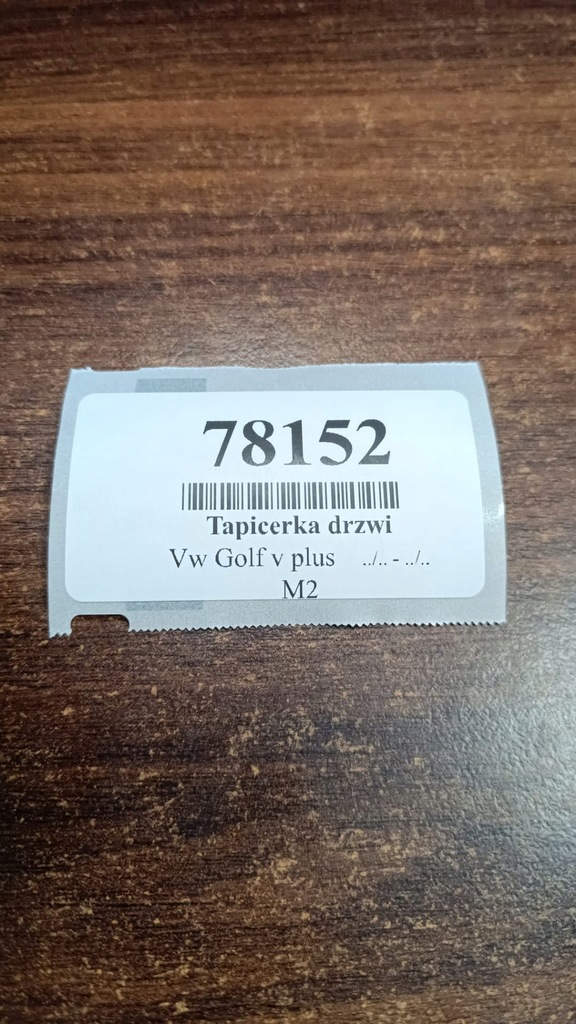 78152
Tapicerka drzwi
Vw Golf v plus ../.. - ../..
M2